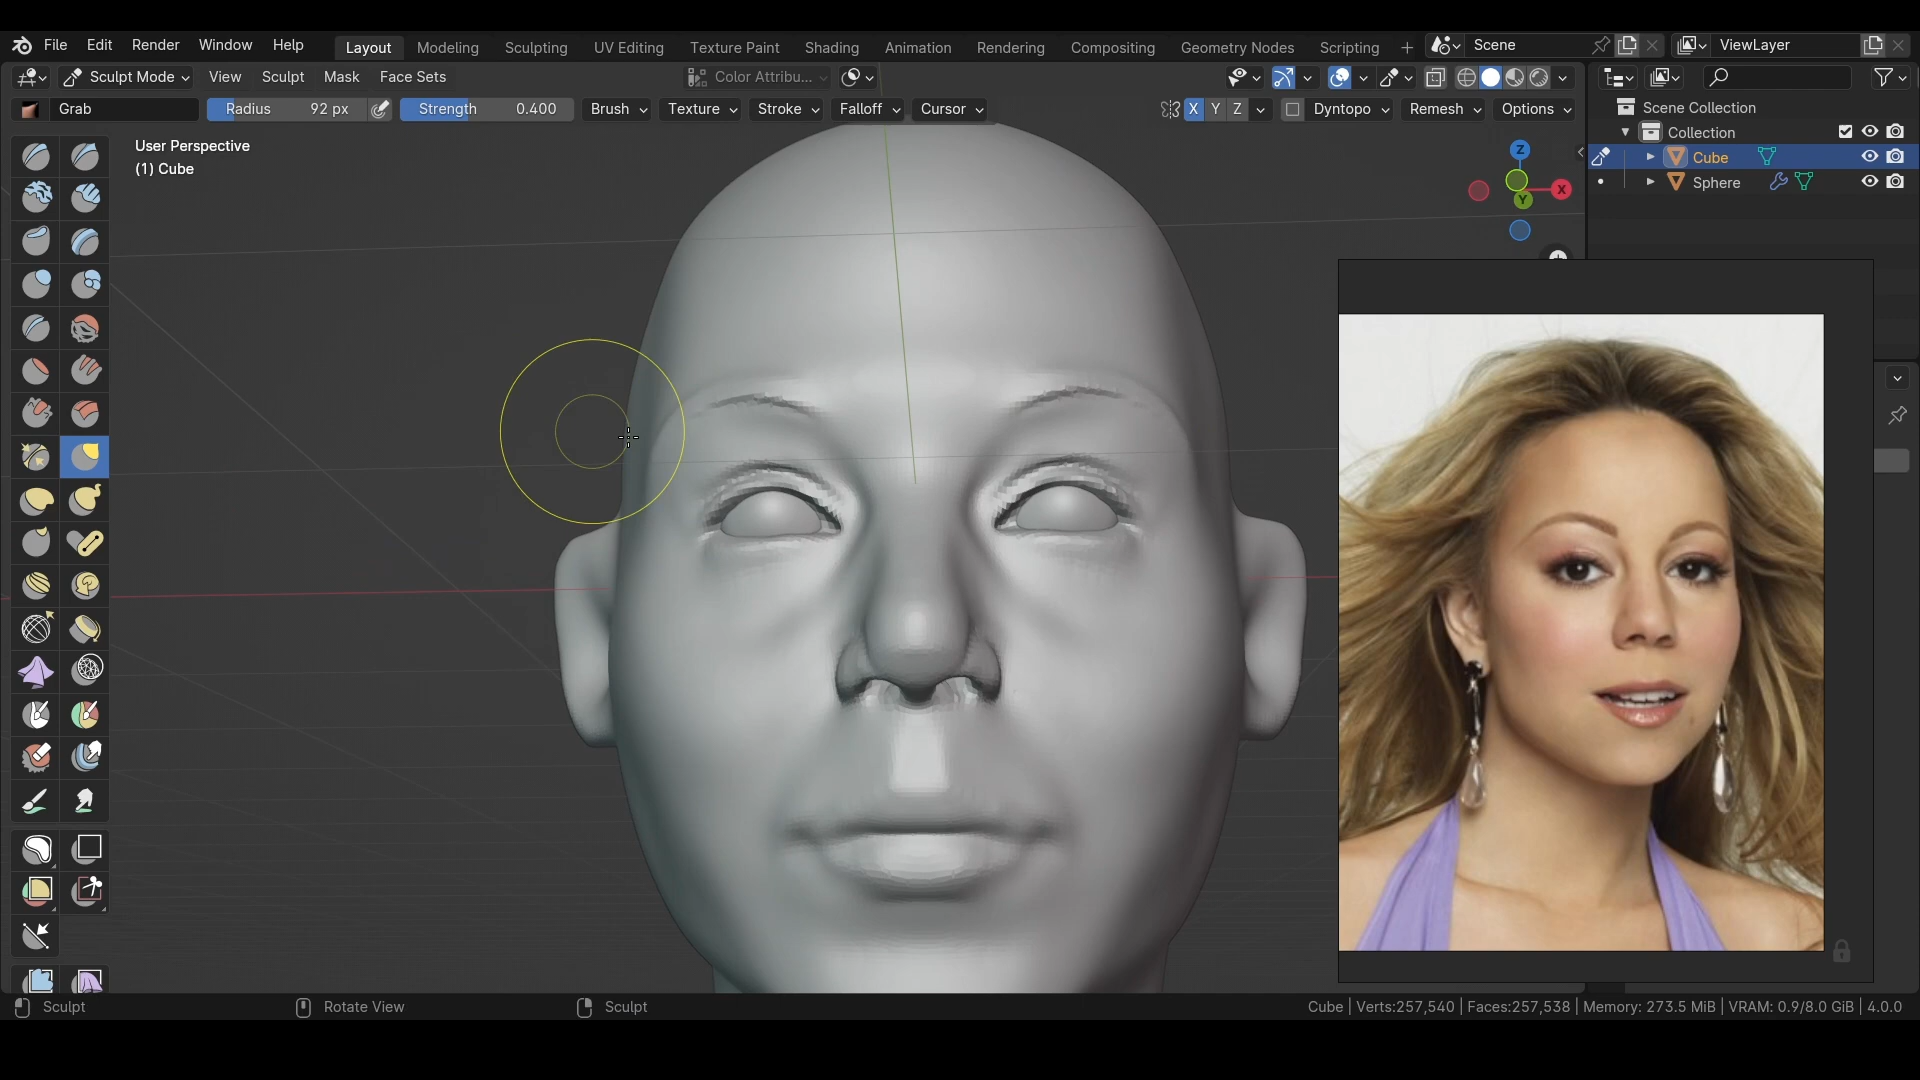 File Edit Render Window Help Layout Modeling Sculpting UV Editing Texture Paint Shading Animation Rendering Compositing Geometry Nodes Scripting + Scene ViewLayer
Sculpt Mode View Sculpt Mask Face Sets Color Attribu...
Grab Radius 92 px Strength 0.400 Brush Texture Stroke Falloff Cursor X Y Z Dyntopo Remesh Options
Scene Collection
Collection
Cube
Sphere
User Perspective
(1) Cube
Z
X
Y
Sculpt Rotate View Sculpt Cube | Verts:257,540 | Faces:257,538 | Memory: 273.5 MiB | VRAM: 0.9/8.0 GiB | 4.0.0